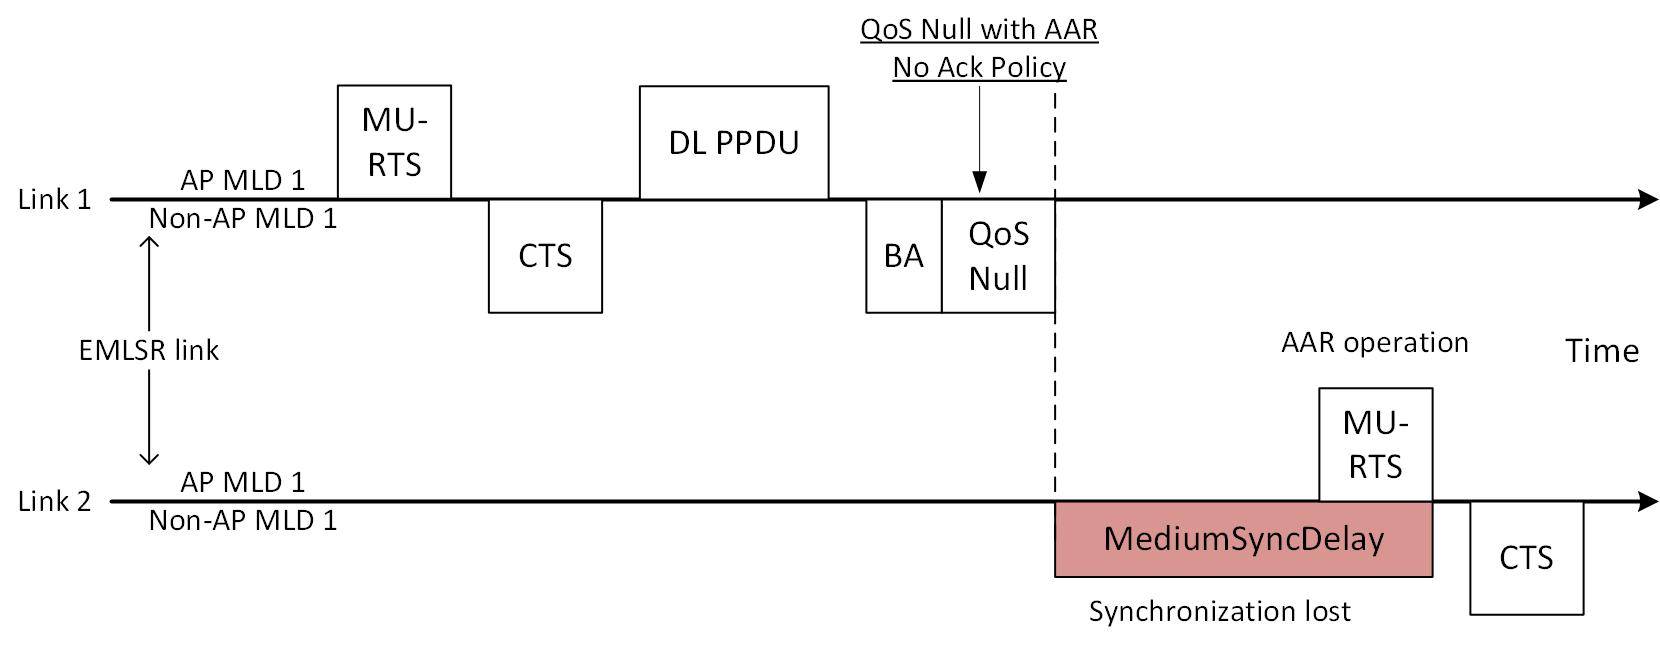 QoS Null with AAR
No Ack Policy
MU-
RTS
DL PPDU
AP MLD 1
Link 1
Non-AP MLD 1
CTS
BA
QoS
Null
EMLSR link
AAR operation
Time
MU-
RTS
AP MLD 1
Link 2
Non-AP MLD 1
MediumSyncDelay
CTS
Synchronization lost